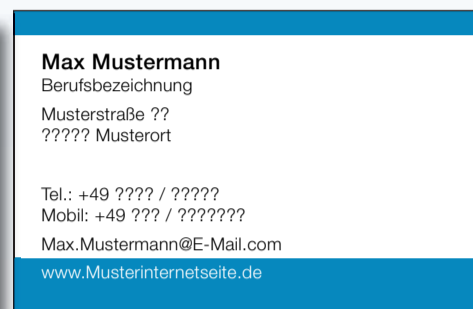 Max Mustermann
Berufsbezeichnung
Musterstraße ??
????? Musterort
Tel.: +49 ???? / ?????
Mobil: +49 ??? / ???????
Max.Mustermann@E-Mail.com
www.Musterinternetseite.de